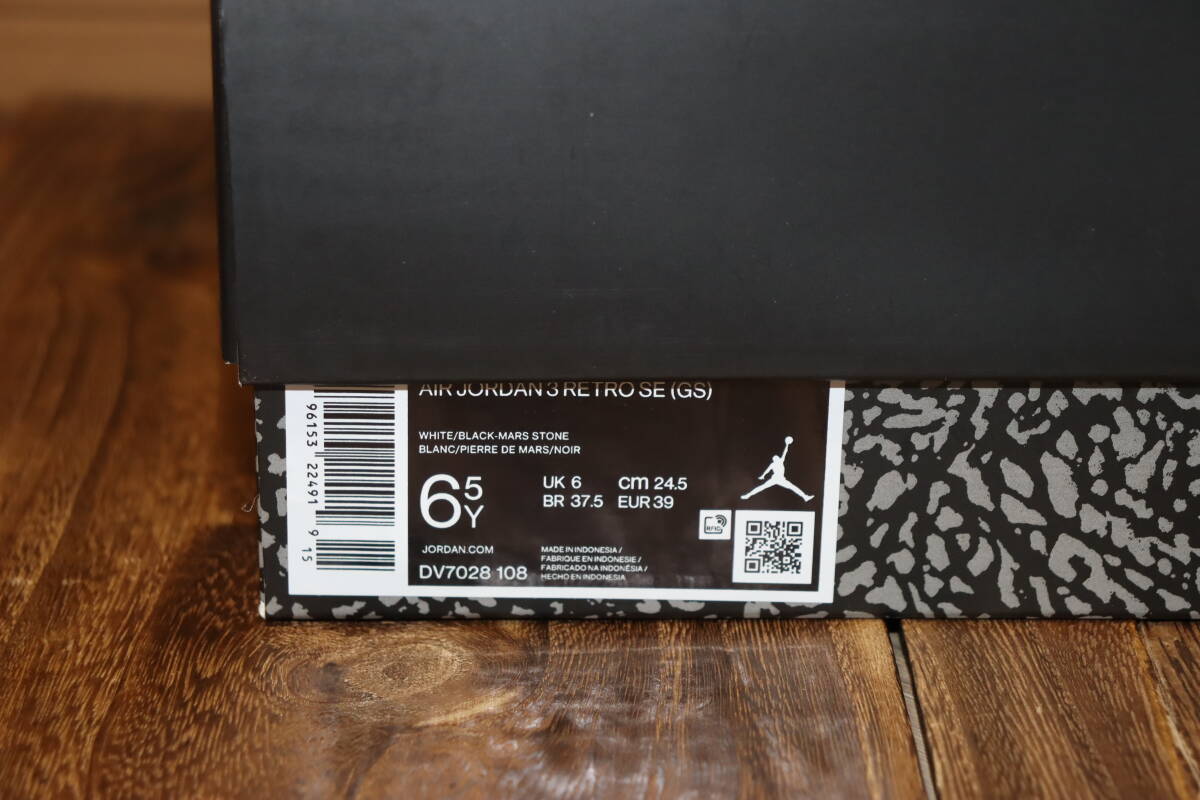 AIR JORDAN 3 RETRO SE (GS)
WHITE/BLACK-MARS STONE
BLANC/PIERRE DE MARS/NOIR
6 5Y
UK 6 cm 24.5
BR 37.5 EUR 39
JORDAN.COM
DV7028 108
MADE IN INDONESIA /
FABRIQUE EN INDONESIE /
FABRICADO NA INDONÉSIA /
HECHO EN INDONESIA
RFID
96153 22491 9 15